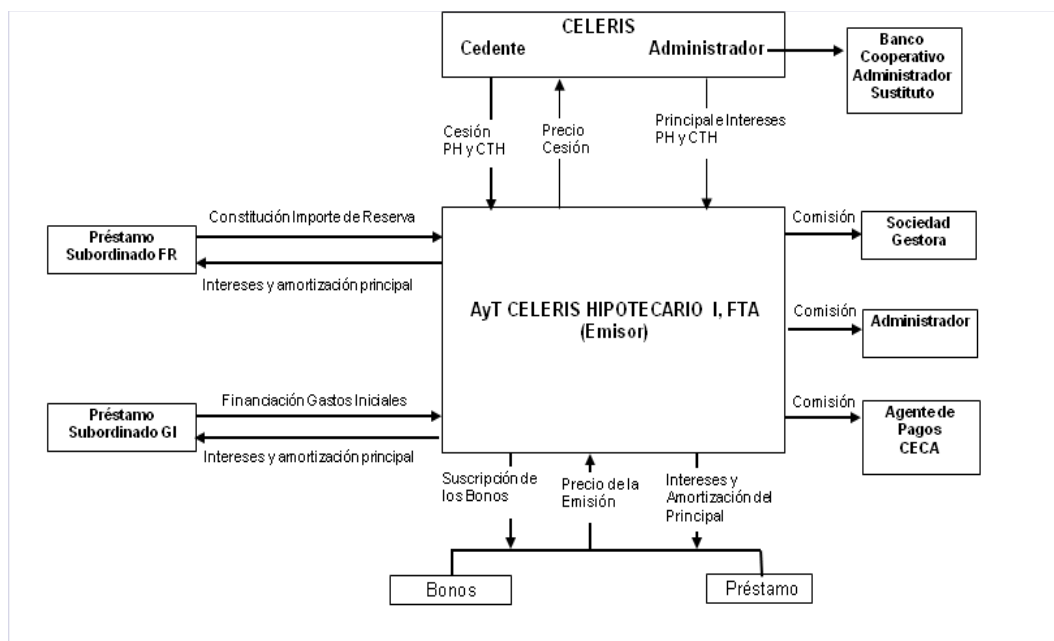 CELERIS
Cedente
Administrador
Banco
Cooperativo
Administrador
Sustituto
Cesión
PH y CTH
Precio
Cesión
Principal e Intereses
PH y CTH
Constitución Importe de Reserva
Préstamo
Subordinado FR
Intereses y amortización principal
AyT CELERIS HIPOTECARIO I, FTA
(Emisor)
Comisión
Sociedad
Gestora
Comisión
Administrador
Financiación Gastos Iniciales
Préstamo
Subordinado GI
Intereses y amortización principal
Comisión
Agente de
Pagos
CECA
Suscripción de
los Bonos
Precio de la
Emisión
Intereses y
Amortización del
Principal
Bonos
Préstamo